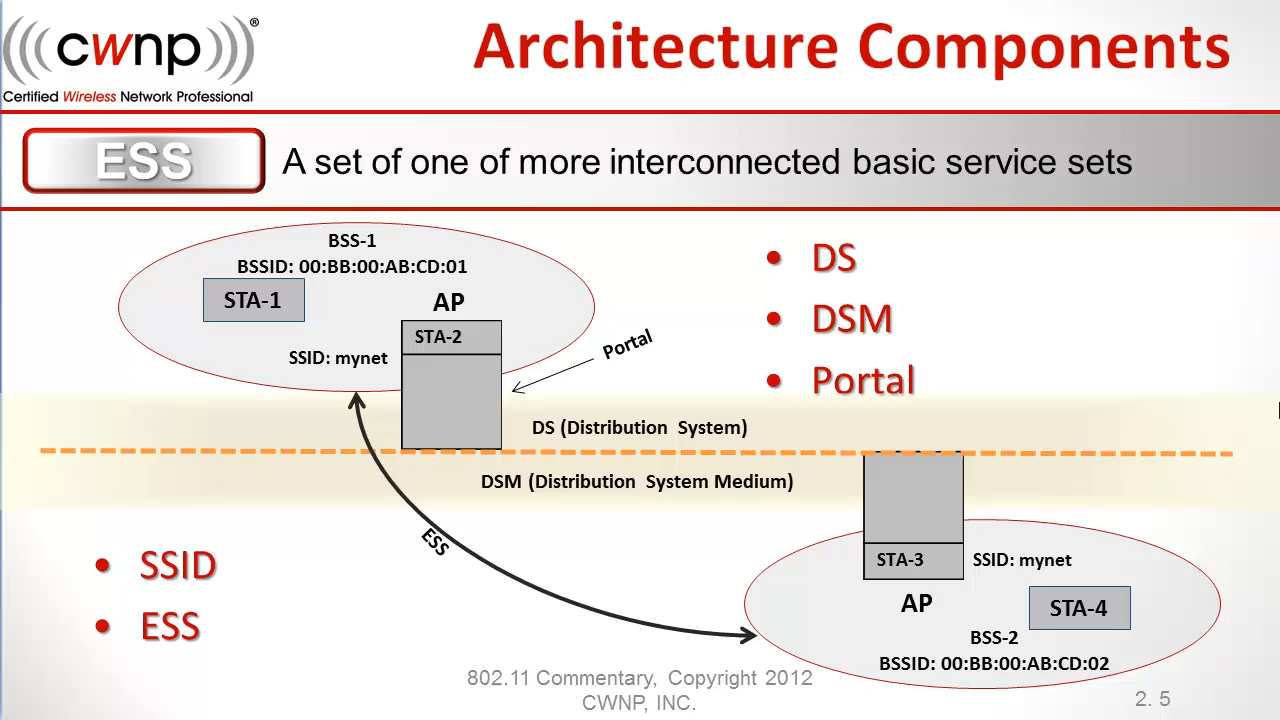 cwnp®
Certified Wireless Network Professional
Architecture Components
ESS
A set of one of more interconnected basic service sets
BSS-1
BSSID: 00:BB:00:AB:CD:01
STA-1
AP
STA-2
SSID: mynet
Portal
• DS
• DSM
• Portal
DS (Distribution System)
DSM (Distribution System Medium)
ESS
• SSID
• ESS
STA-3
SSID: mynet
AP
STA-4
BSS-2
BSSID: 00:BB:00:AB:CD:02
802.11 Commentary, Copyright 2012
CWNP, INC.
2. 5